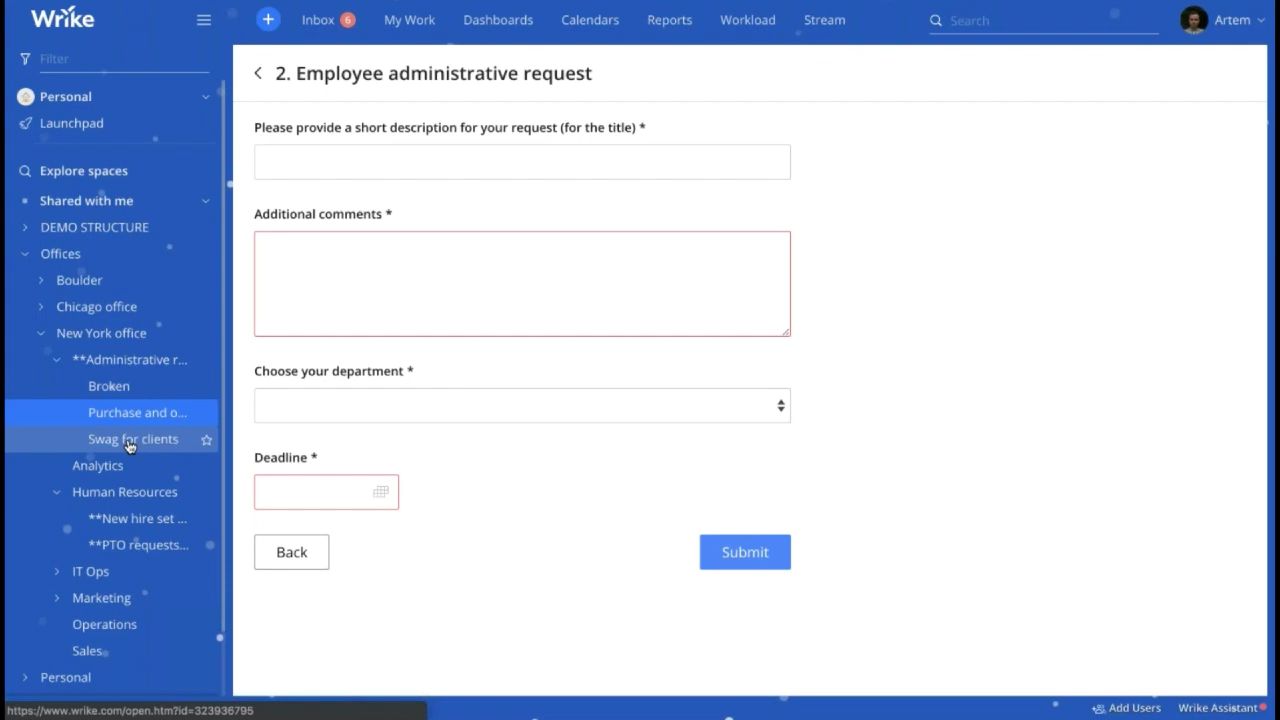 Wrike
Inbox 6
My Work
Dashboards
Calendars
Reports
Workload
Stream
Search
Artem
Filter
Personal
Launchpad
Explore spaces
Shared with me
DEMO STRUCTURE
Offices
Boulder
Chicago office
New York office
**Administrative r...
Broken
Purchase and o...
Swag for clients
Analytics
Human Resources
**New hire set ...
**PTO requests...
IT Ops
Marketing
Operations
Sales
Personal
2. Employee administrative request
Please provide a short description for your request (for the title) *
Additional comments *
Choose your department *
Deadline *
Back
Submit
https://www.wrike.com/open.htm?id=323936795
Add Users
Wrike Assistant